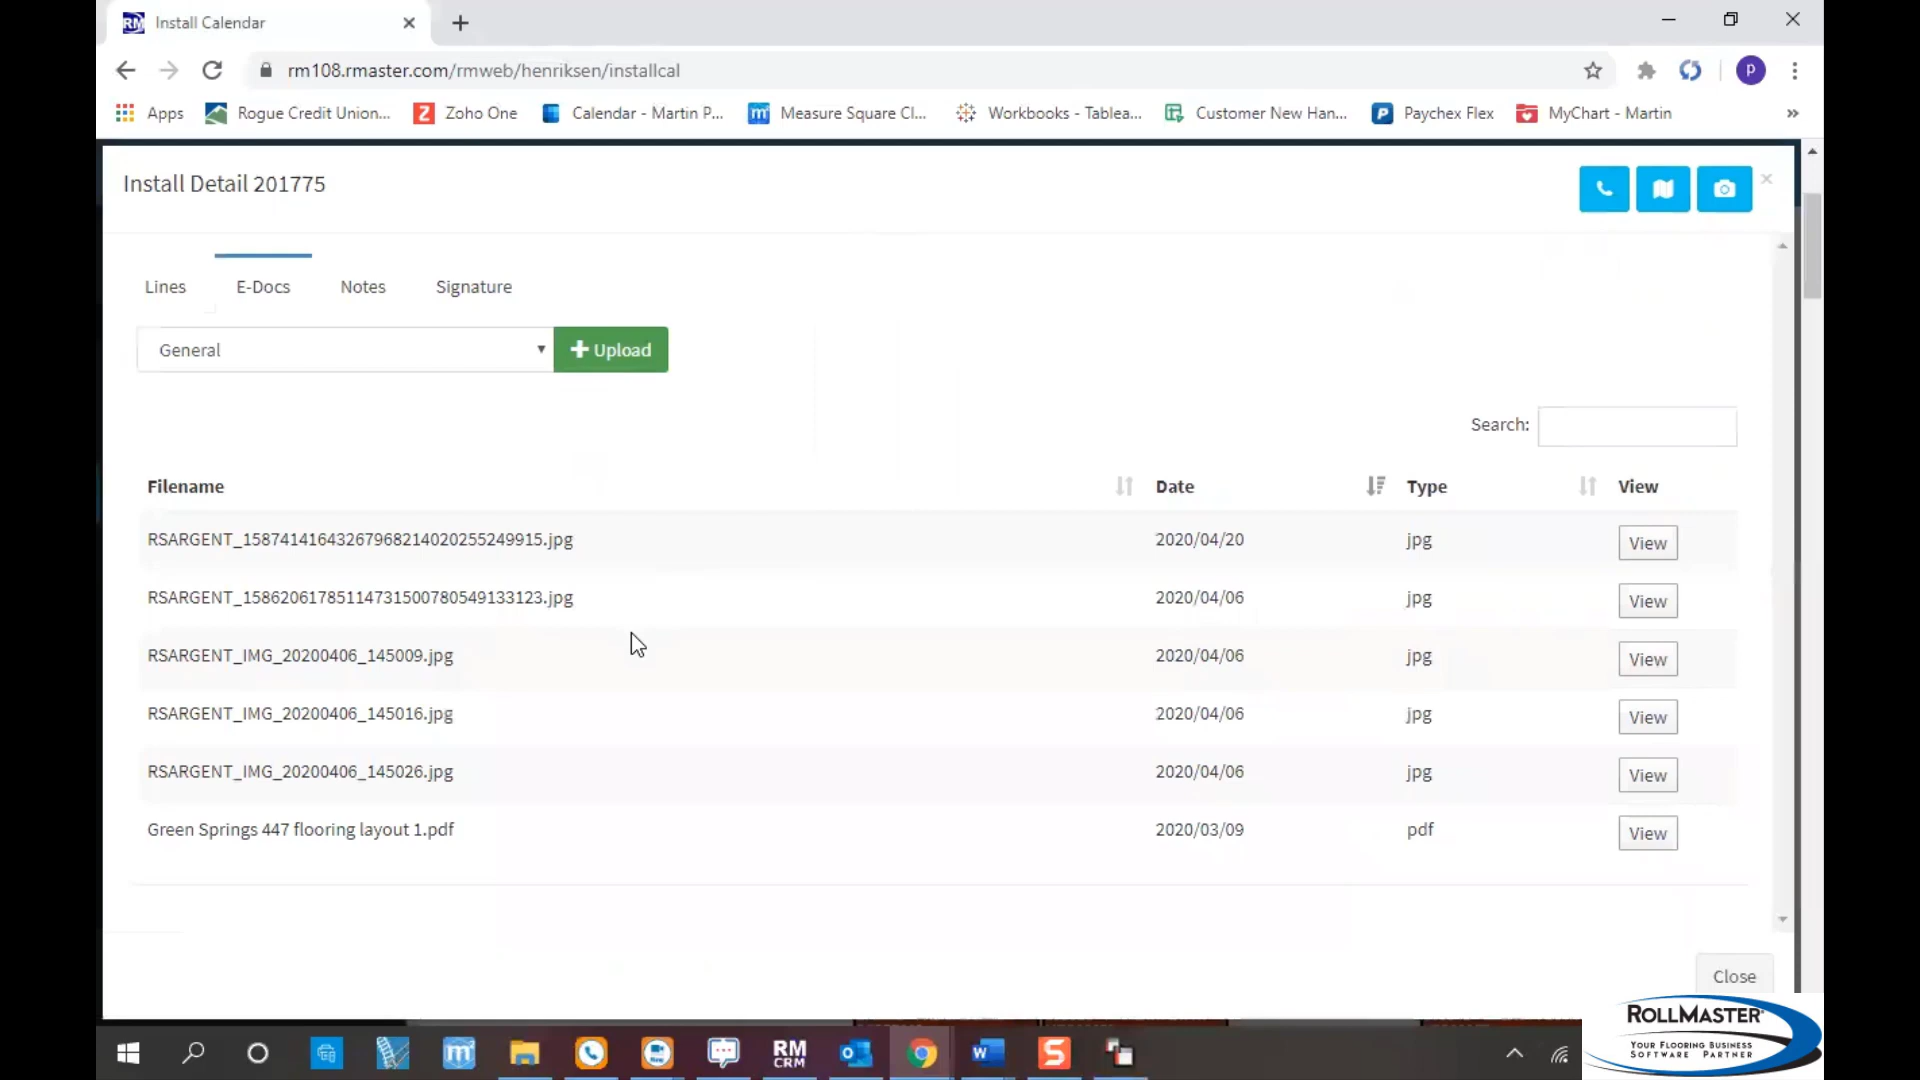 RM Install Calendar
rm108.rmaster.com/rmweb/henriksen/installcal
P
Apps Rogue Credit Union... Z Zoho One Calendar - Martin P... m Measure Square Cl... Workbooks - Tablea... Customer New Han... P Paychex Flex MyChart - Martin »
Install Detail 201775
Lines E-Docs Notes Signature
General Upload
Search:
Filename Date Type View
RSARGENT_15874141643267968214020255249915.jpg 2020/04/20 jpg View
RSARGENT_15862061785114731500780549133123.jpg 2020/04/06 jpg View
RSARGENT_IMG_20200406_145009.jpg 2020/04/06 jpg View
RSARGENT_IMG_20200406_145016.jpg 2020/04/06 jpg View
RSARGENT_IMG_20200406_145026.jpg 2020/04/06 jpg View
Green Springs 447 flooring layout 1.pdf 2020/03/09 pdf View
Close
RM
CRM
ROLLMASTER
YOUR FLOORING BUSINESS
SOFTWARE PARTNER